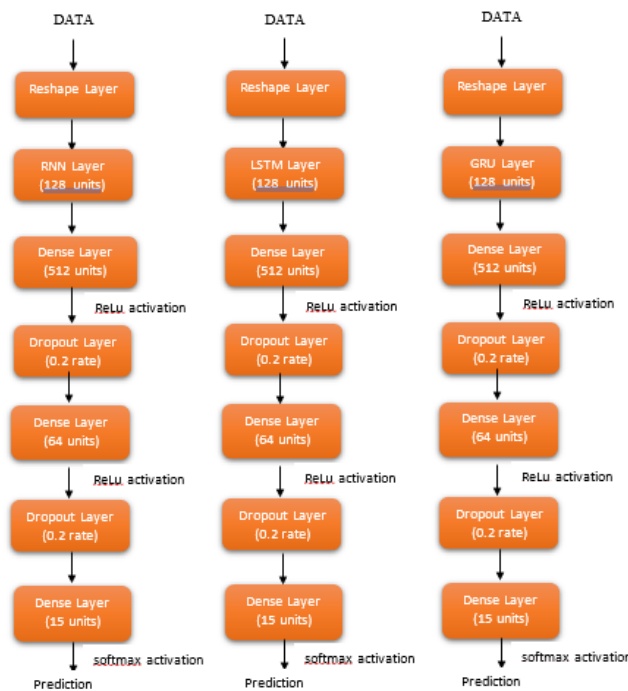 DATA
Reshape Layer
RNN Layer
(128 units)
Dense Layer
(512 units)
ReLu activation
Dropout Layer
(0.2 rate)
Dense Layer
(64 units)
ReLu activation
Dropout Layer
(0.2 rate)
Dense Layer
(15 units)
softmax activation
Prediction
DATA
Reshape Layer
LSTM Layer
(128 units)
Dense Layer
(512 units)
ReLu activation
Dropout Layer
(0.2 rate)
Dense Layer
(64 units)
ReLu activation
Dropout Layer
(0.2 rate)
Dense Layer
(15 units)
softmax activation
Prediction
DATA
Reshape Layer
GRU Layer
(128 units)
Dense Layer
(512 units)
ReLu activation
Dropout Layer
(0.2 rate)
Dense Layer
(64 units)
ReLu activation
Dropout Layer
(0.2 rate)
Dense Layer
(15 units)
softmax activation
Prediction